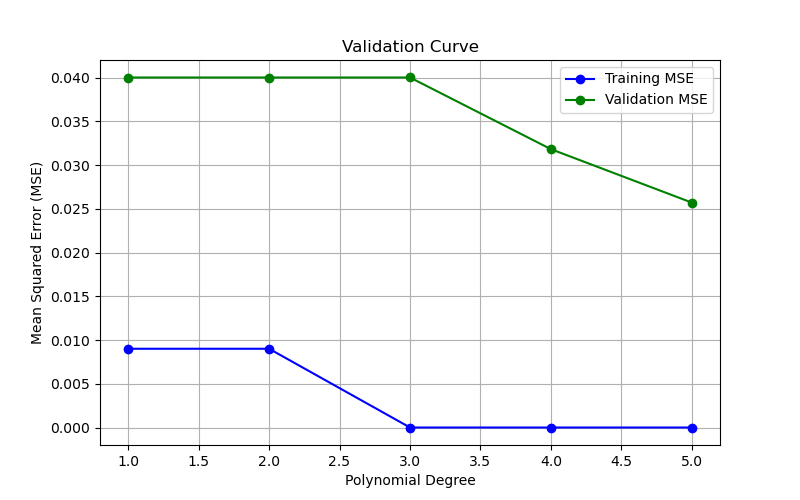 Validation Curve
Training MSE
Validation MSE
0.040
0.035
0.030
0.025
0.020
0.015
0.010
0.005
0.000
Mean Squared Error (MSE)
1.0 1.5 2.0 2.5 3.0 3.5 4.0 4.5 5.0
Polynomial Degree